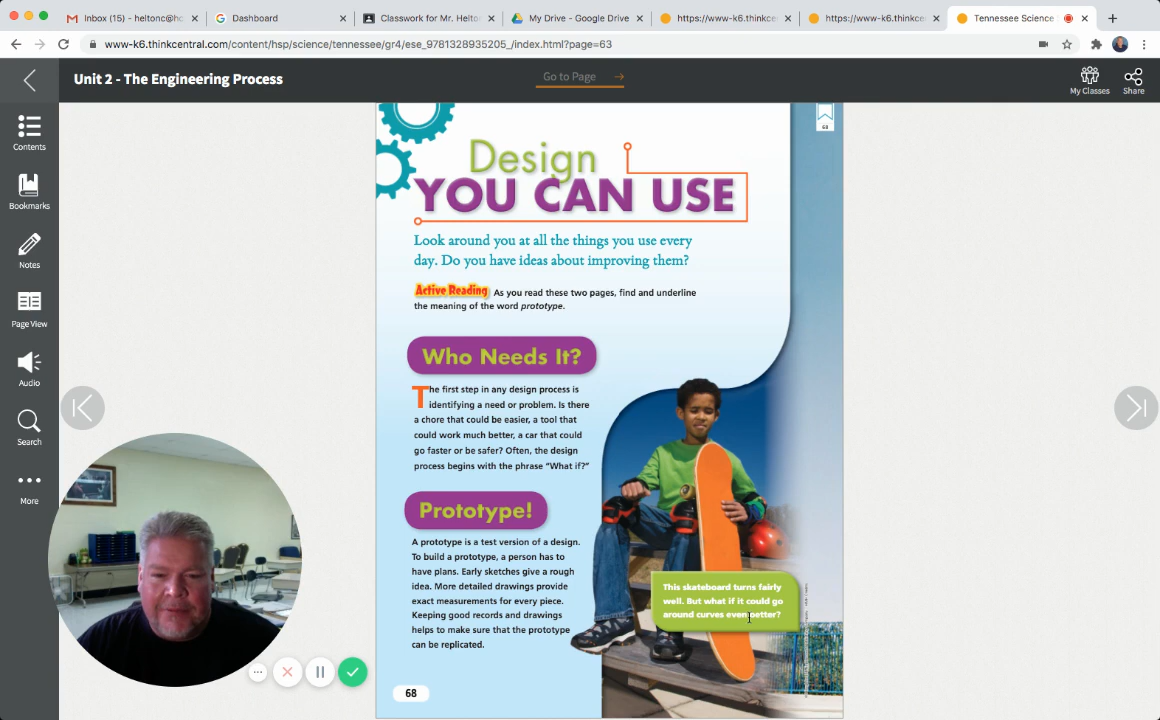 Inbox (15) - heltonc@hc
Dashboard
Classwork for Mr. Helto
My Drive - Google Drive
https://www-k6.thinkce
https://www-k6.thinkce
Tennessee Science
www-k6.thinkcentral.com/content/hsp/science/tennessee/gr4/ese_9781328935205_/index.html?page=63
Unit 2 - The Engineering Process
Go to Page
My Classes
Share
Contents
Bookmarks
Notes
Page View
Audio
Search
More
68
Design
YOU CAN USE
Look around you at all the things you use every
day. Do you have ideas about improving them?
Active Reading As you read these two pages, find and underline
the meaning of the word prototype.
Who Needs It?
The first step in any design process is
identifying a need or problem. Is there
a chore that could be easier, a tool that
could work much better, a car that could
go faster or be safer? Often, the design
process begins with the phrase “What if?”
Prototype!
A prototype is a test version of a design.
To build a prototype, a person has to
have plans. Early sketches give a rough
idea. More detailed drawings provide
exact measurements for every piece.
Keeping good records and drawings
helps to make sure that the prototype
can be replicated.
This skateboard turns fairly
well. But what if it could go
around curves even better?
68